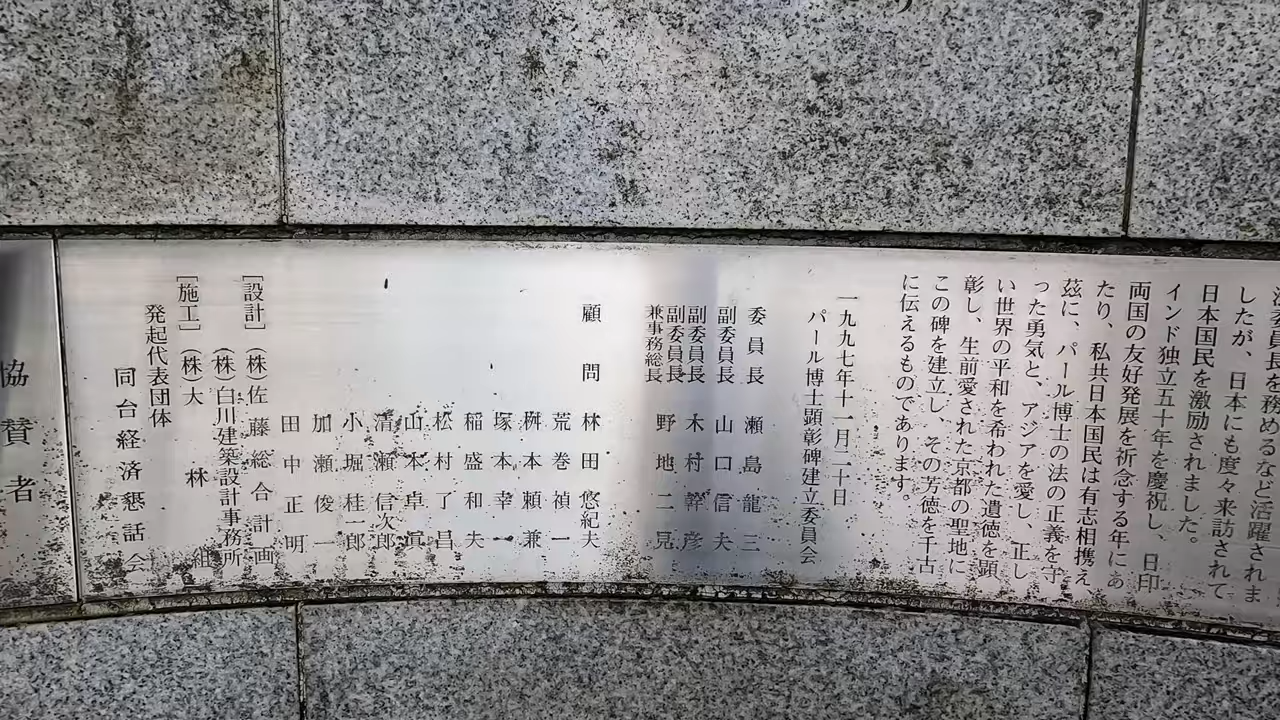 委員長を務めるなど活躍されま
したが、日本にも度々来訪されて
日本国民を激励されました。
インド独立五十年を慶祝し、日印
両国の友好発展を祈念する年にあ
たり、私共日本国民は有志相携え
茲に、パール博士の法の正義を守
った勇気と、アジアを愛し、正し
い世界の平和を希われた遺徳を顕
彰し、生前愛された京都の聖地に
この碑を建立し、その芳徳を千古
に伝えるものであります。
一九九七年十一月二十日
パール博士顕彰碑建立委員会
委員長 瀬島龍三
副委員長 山口信夫
副委員長 木村幹彦
副委員長兼事務総長 野地二見
顧問 林田悠紀夫
荒巻禎一
桝本頼兼
塚本幸一
稲盛和夫
松村了昌
山本卓眞
清瀬信次郎
小堀桂一郎
加瀬俊一
田中正明
［設計］（株）佐藤総合計画
（株）白川建築設計事務所
［施工］（株）大林組
発起代表団体
同台経済懇話会
協賛者